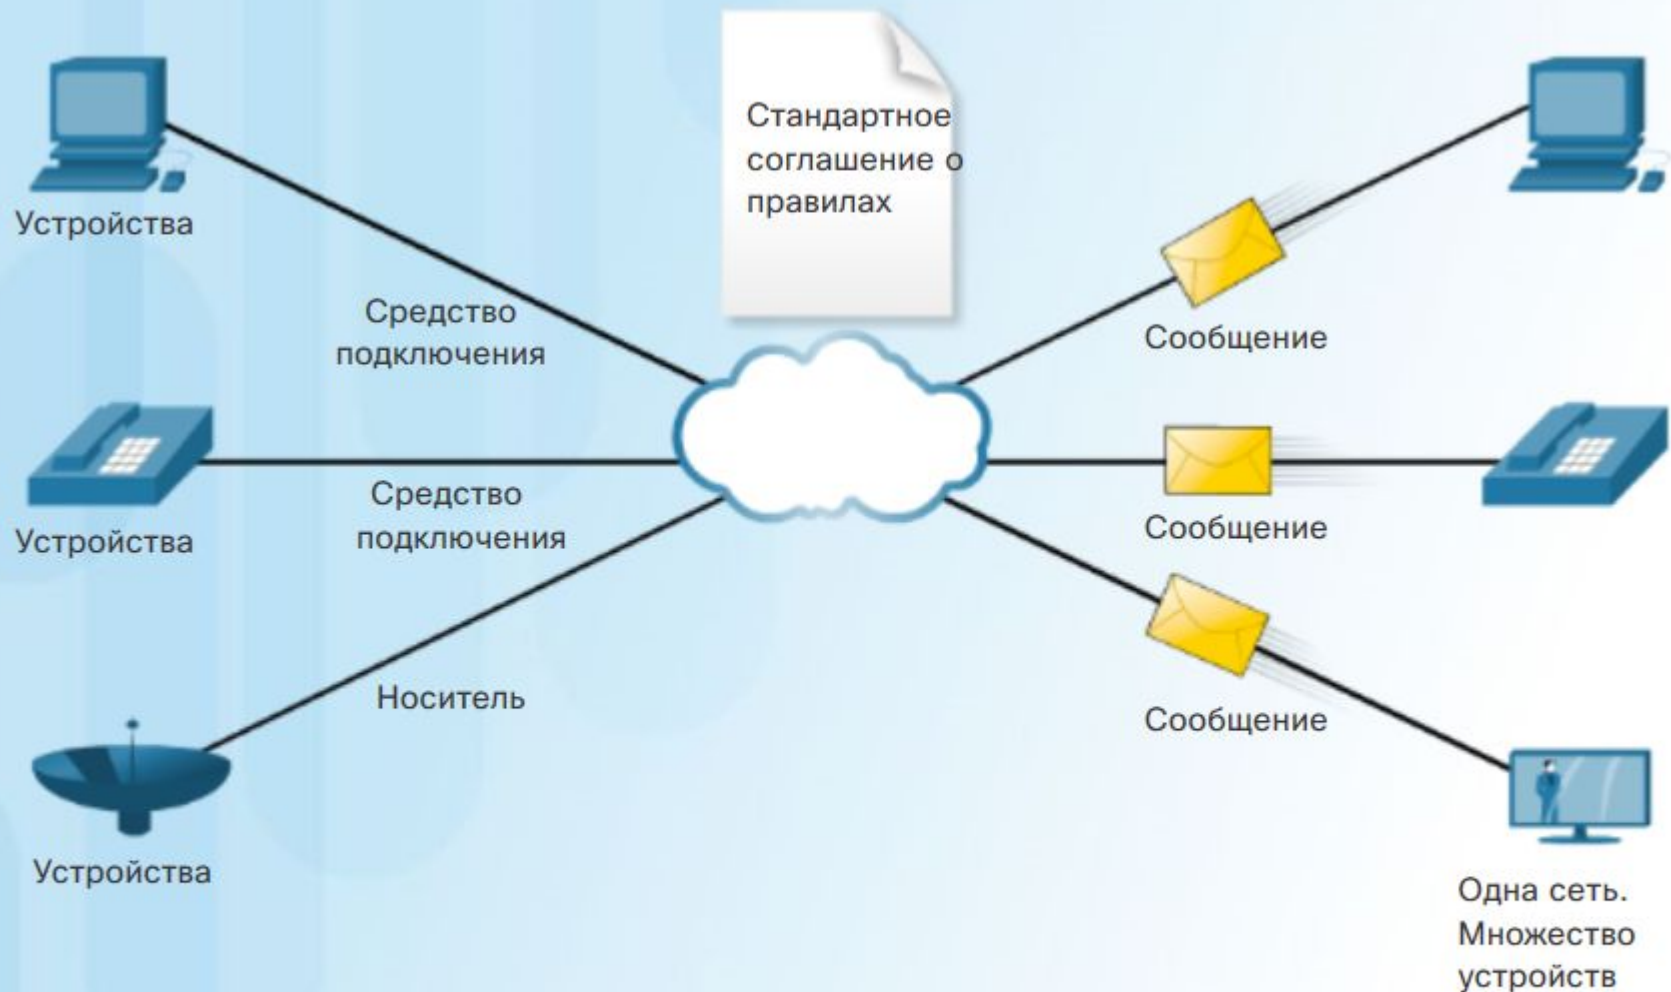 Стандартное
соглашение о
правилах
Устройства
Средство
подключения
Сообщение
Средство
подключения
Устройства
Сообщение
Носитель
Сообщение
Устройства
Одна сеть.
Множество
устройств